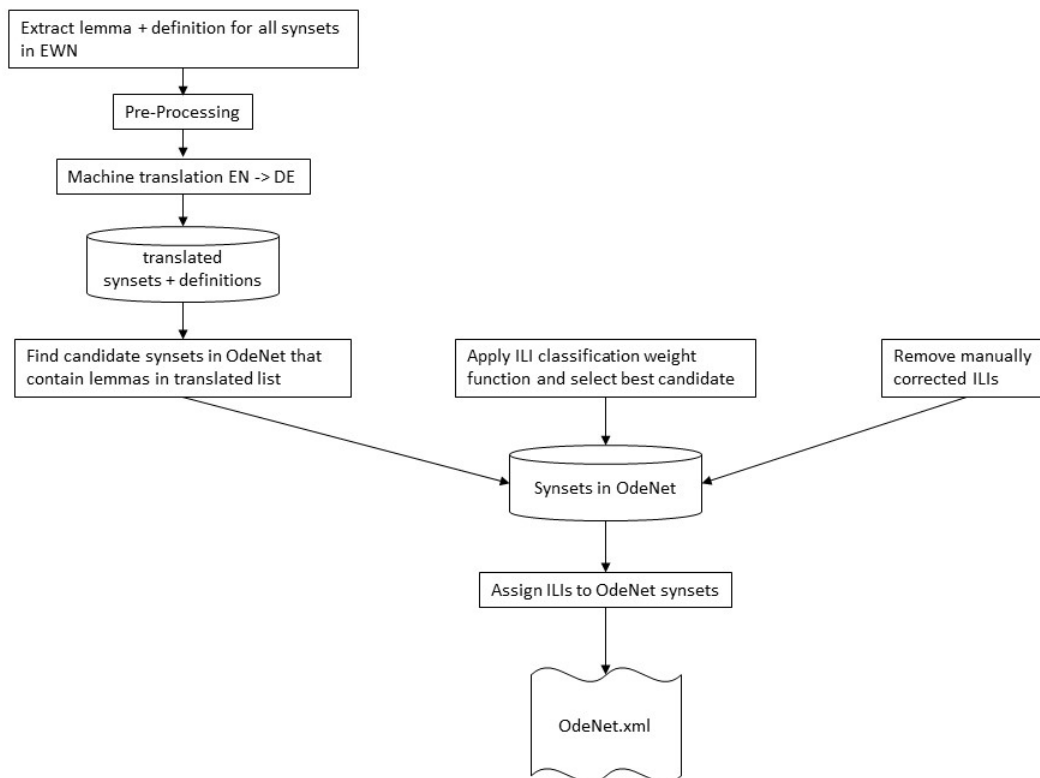 Extract lemma + definition for all synsets
in EWN
Pre-Processing
Machine translation EN -> DE
translated
synsets + definitions
Find candidate synsets in OdeNet that
contain lemmas in translated list
Apply ILI classification weight
function and select best candidate
Remove manually
corrected ILIs
Synsets in OdeNet
Assign ILIs to OdeNet synsets
OdeNet.xml